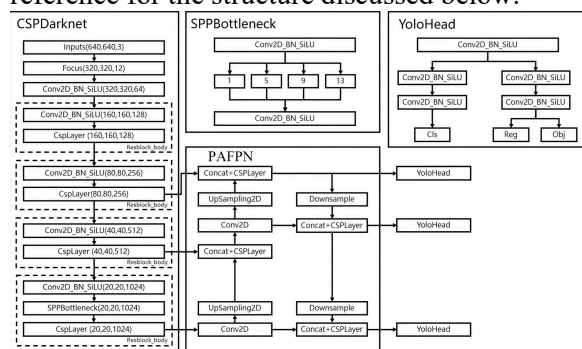 reference for the structure discussed below.
CSPDarknet
Inputs(640,640,3)
Focus(320,320,12)
Conv2D_BN_SiLU(320,320,64)
Conv2D_BN_SiLU(160,160,128)
CspLayer (160,160,128)
Resblock_body
Conv2D_BN_SiLU(80,80,256)
CspLayer(80,80,256)
Resblock_body
Conv2D_BN_SiLU(40,40,512)
CspLayer (40,40,512)
Resblock_body
Conv2D_BN_SiLU(20,20,1024)
SPPBottleneck(20,20,1024)
CspLayer (20,20,1024)
Resblock_body
SPPBottleneck
Conv2D_BN_SiLU
1 5 9 13
Conv2D_BN_SiLU
YoloHead
Conv2D_BN_SiLU
Conv2D_BN_SiLU Conv2D_BN_SiLU
Conv2D_BN_SiLU Conv2D_BN_SiLU
Cls Reg Obj
PAFPN
Concat+CSPLayer YoloHead
UpSampling2D Downsample
Conv2D Concat+CSPLayer YoloHead
Concat+CSPLayer
UpSampling2D Downsample
Conv2D Concat+CSPLayer YoloHead